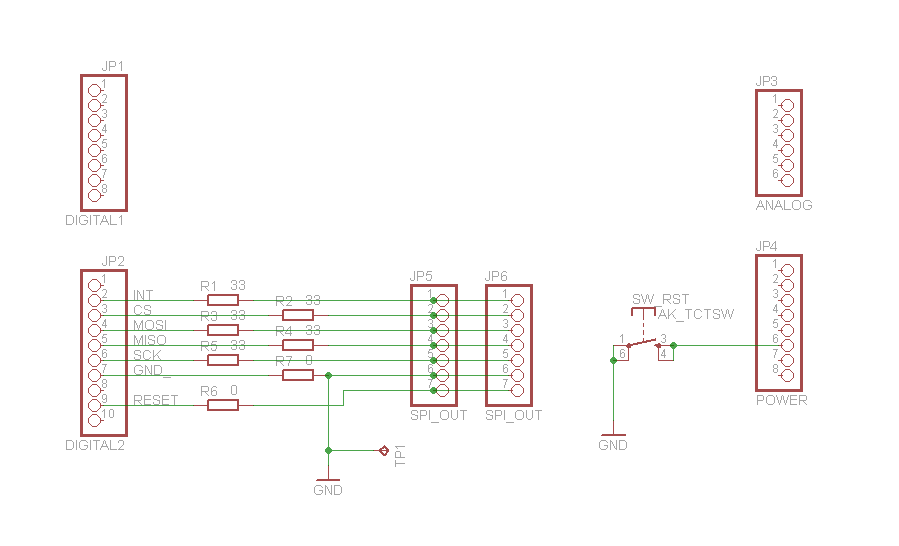 JP1
1
2
3
4
5
6
7
8
DIGITAL1
JP3
1
2
3
4
5
6
ANALOG
JP2
1
2
3
4
5
6
7
8
9
10
DIGITAL2
INT
CS
MOSI
MISO
SCK
GND_
RESET
R1 33
R2 33
R3 33
R4 33
R5 33
R7 0
R6 0
JP5
1
2
3
4
5
6
7
SPI_OUT
JP6
1
2
3
4
5
6
7
SPI_OUT
TP1
GND
SW_RST
AK_TCTSW
1 3
6 4
GND
JP4
1
2
3
4
5
6
7
8
POWER